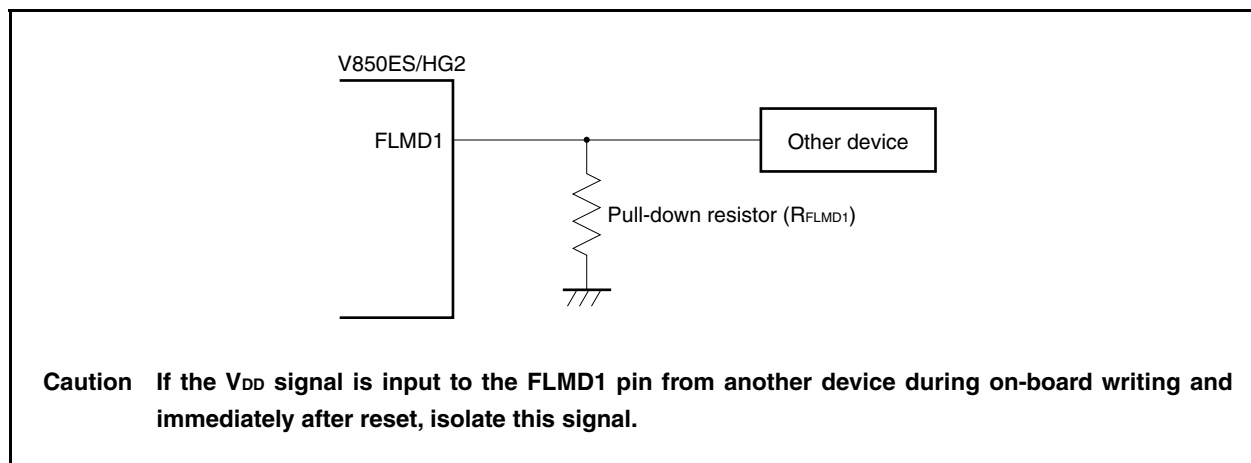 V850ES/HG2
FLMD1
Other device
Pull-down resistor (RFLMD1)
Caution If the VDD signal is input to the FLMD1 pin from another device during on-board writing and
immediately after reset, isolate this signal.